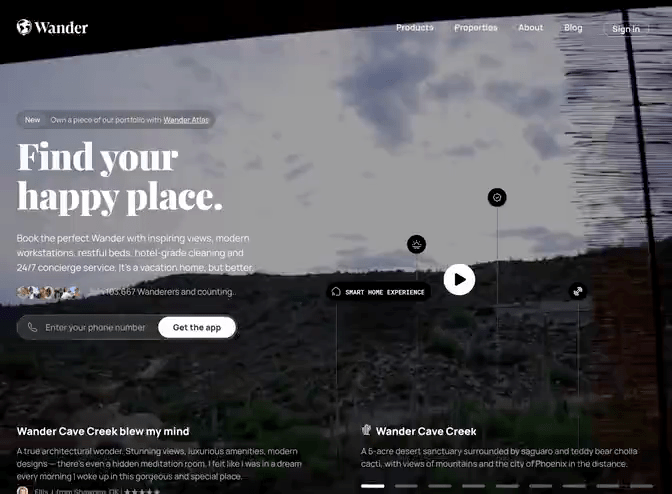 Wander
Products Properties About Blog Sign in
New Own a piece of our portfolio with Wander Atlas
Find your
happy place.
Book the perfect Wander with inspiring views, modern
workstations, restful beds, hotel-grade cleaning and
24/7 concierge service. It's a vacation home, but better.
Join 103,667 Wanderers and counting...
SMART HOME EXPERIENCE
Enter your phone number Get the app
Wander Cave Creek blew my mind
A true architectural wonder. Stunning views, luxurious amenities, modern
designs — there's even a hidden meditation room. I felt like I was in a dream
every morning I woke up in this gorgeous and special place.
Wander Cave Creek
A 5-acre desert sanctuary surrounded by saguaro and teddy bear cholla
cacti, with views of mountains and the city of Phoenix in the distance.